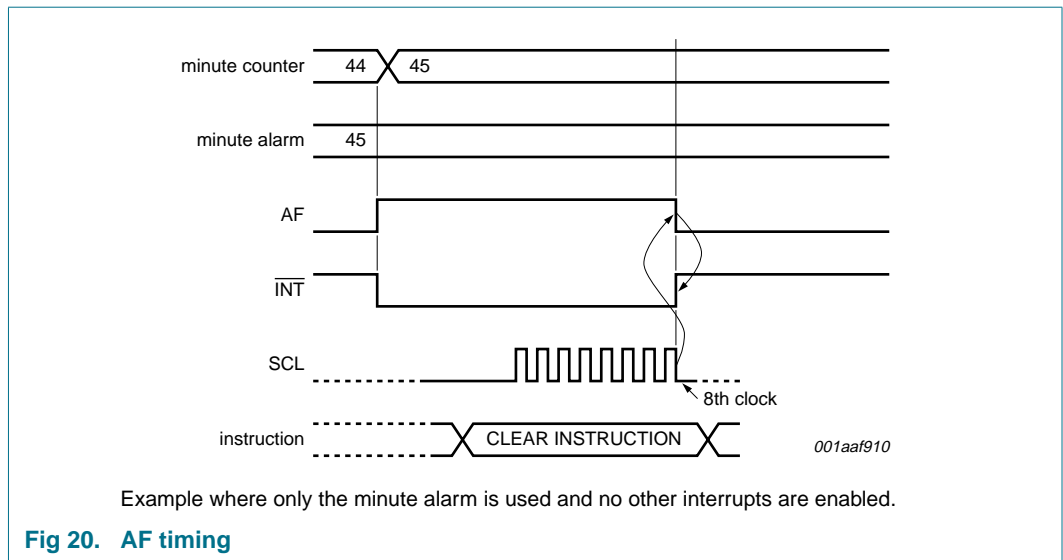 minute counter 44 45
minute alarm 45
AF
INT
SCL
8th clock
instruction CLEAR INSTRUCTION
001aaf910
Example where only the minute alarm is used and no other interrupts are enabled.
Fig 20. AF timing